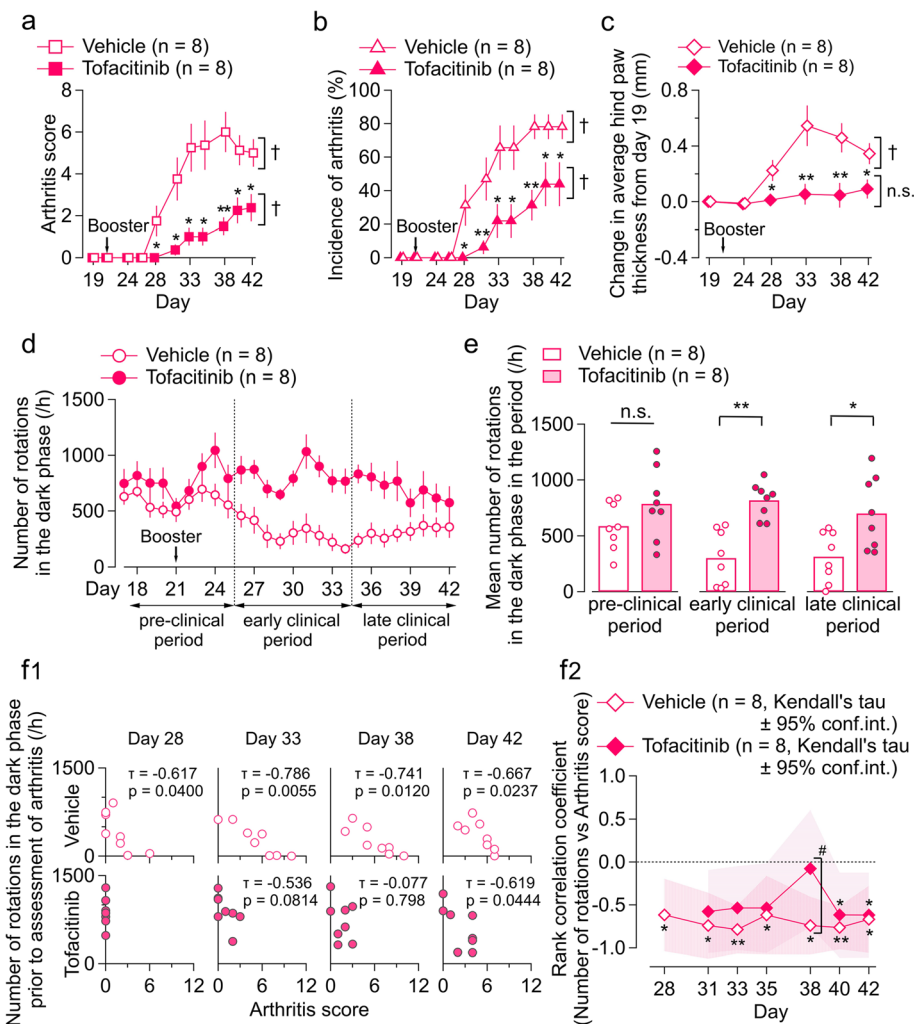 a
Vehicle (n = 8)
Tofacitinib (n = 8)
Arthritis score
8
6
4
2
0
Booster
* * * * * * *
†
†
19 24 28 33 38 42
Day
b
Vehicle (n = 8)
Tofacitinib (n = 8)
Incidence of arthritis (%)
100
80
60
40
20
0
Booster
* ** * * ** * *
†
†
19 24 28 33 38 42
Day
c
Vehicle (n = 8)
Tofacitinib (n = 8)
Change in average hind paw
thickness from day 19 (mm)
0.8
0.4
0.0
-0.4
Booster
* ** ** *
†
n.s.
19 24 28 33 38 42
Day
d
Vehicle (n = 8)
Tofacitinib (n = 8)
Number of rotations
in the dark phase (/h)
1500
1000
500
0
Booster
Day 18 21 24 27 30 33 36 39 42
pre-clinical
period
early clinical
period
late clinical
period
e
Vehicle (n = 8)
Tofacitinib (n = 8)
Mean number of rotations
in the dark phase in the period (/h)
1500
1000
500
0
n.s. ** *
pre-clinical
period
early clinical
period
late clinical
period
f1
Number of rotations in the dark phase
prior to assessment of arthritis (/h)
Day 28 Day 33 Day 38 Day 42
Vehicle
1500
0
τ = -0.617
p = 0.0400
τ = -0.786
p = 0.0055
τ = -0.741
p = 0.0120
τ = -0.667
p = 0.0237
Tofacitinib
1500
0
τ = -0.536
p = 0.0814
τ = -0.077
p = 0.798
τ = -0.619
p = 0.0444
0 6 12 0 6 12 0 6 12 0 6 12
Arthritis score
f2
Vehicle (n = 8, Kendall's tau
± 95% conf.int.)
Tofacitinib (n = 8, Kendall's tau
± 95% conf.int.)
Rank correlation coefficient
(Number of rotations vs Arthritis score)
1.0
0.5
0.0
-0.5
-1.0
#
* *
* * ** * * ** *
28 31 33 35 38 40 42
Day